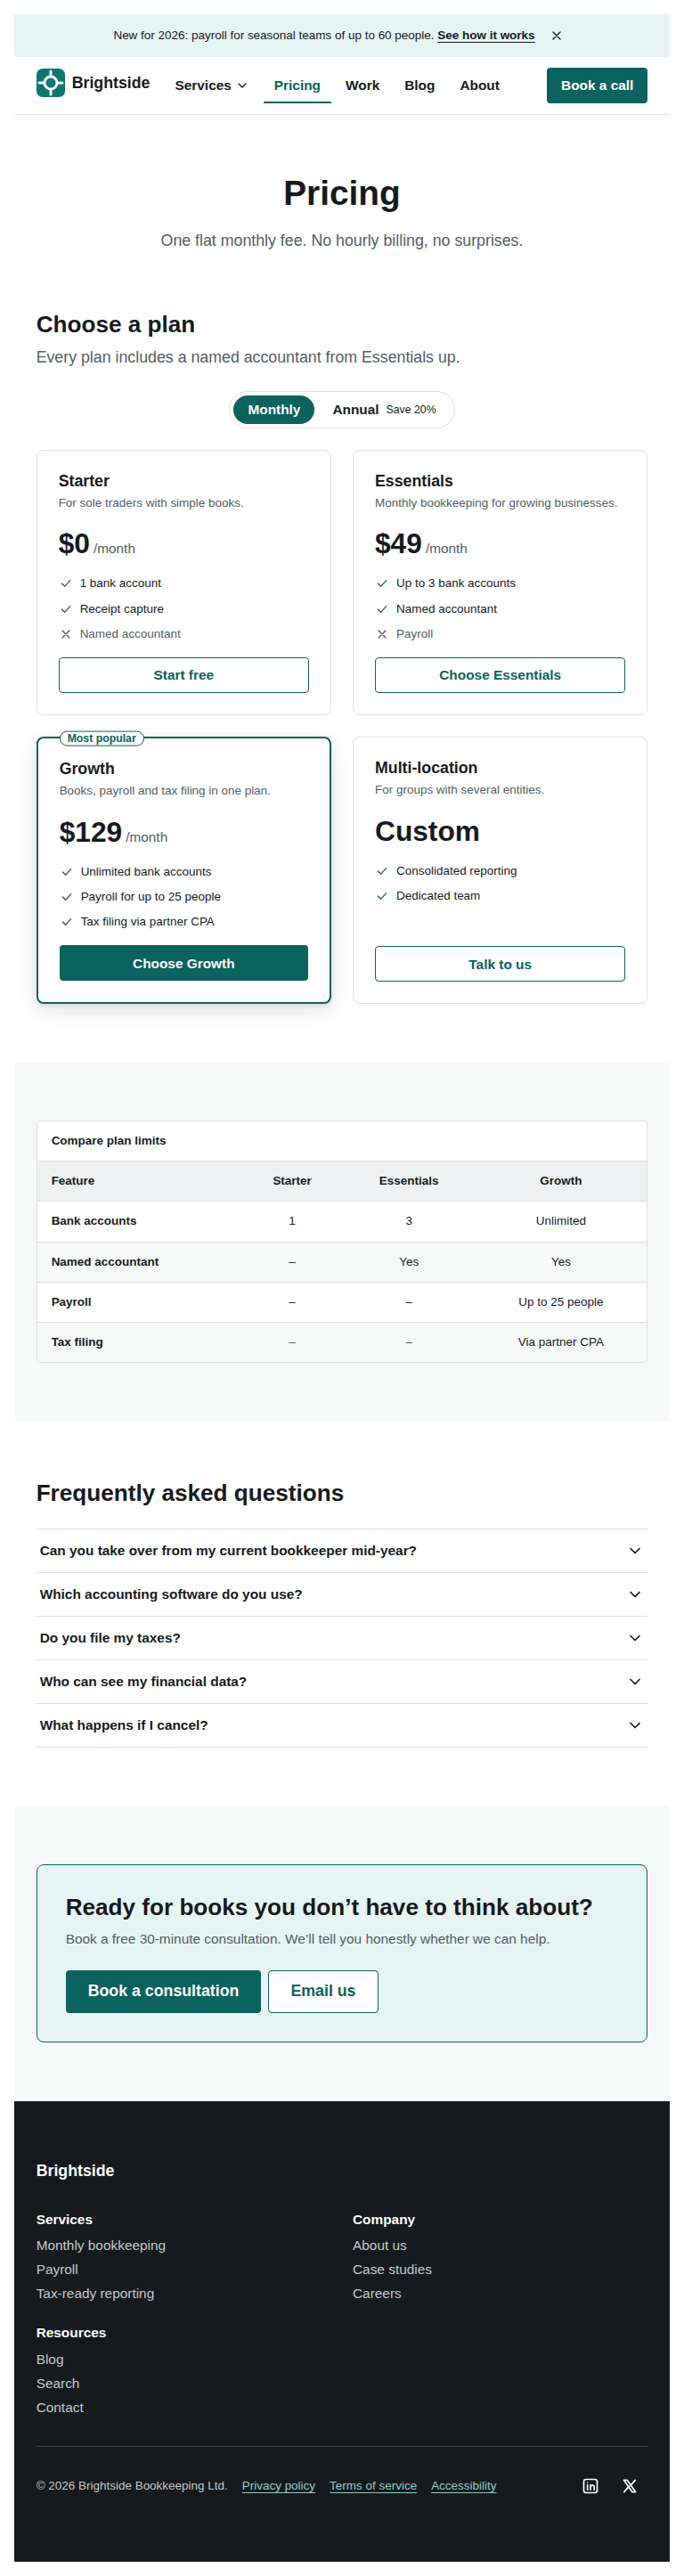 New for 2026: payroll for seasonal teams of up to 60 people. See how it works
Brightside
Services
Pricing
Work
Blog
About
Book a call
Pricing
One flat monthly fee. No hourly billing, no surprises.
Choose a plan
Every plan includes a named accountant from Essentials up.
Monthly
Annual Save 20%
Starter
For sole traders with simple books.
$0 /month
1 bank account
Receipt capture
Named accountant
Start free
Essentials
Monthly bookkeeping for growing businesses.
$49 /month
Up to 3 bank accounts
Named accountant
Payroll
Choose Essentials
Most popular
Growth
Books, payroll and tax filing in one plan.
$129 /month
Unlimited bank accounts
Payroll for up to 25 people
Tax filing via partner CPA
Choose Growth
Multi-location
For groups with several entities.
Custom
Consolidated reporting
Dedicated team
Talk to us
Compare plan limits
Feature Starter Essentials Growth
Bank accounts 1 3 Unlimited
Named accountant – Yes Yes
Payroll – – Up to 25 people
Tax filing – – Via partner CPA
Frequently asked questions
Can you take over from my current bookkeeper mid-year?
Which accounting software do you use?
Do you file my taxes?
Who can see my financial data?
What happens if I cancel?
Ready for books you don’t have to think about?
Book a free 30-minute consultation. We’ll tell you honestly whether we can help.
Book a consultation
Email us
Brightside
Services
Monthly bookkeeping
Payroll
Tax-ready reporting
Company
About us
Case studies
Careers
Resources
Blog
Search
Contact
© 2026 Brightside Bookkeeping Ltd. Privacy policy Terms of service Accessibility